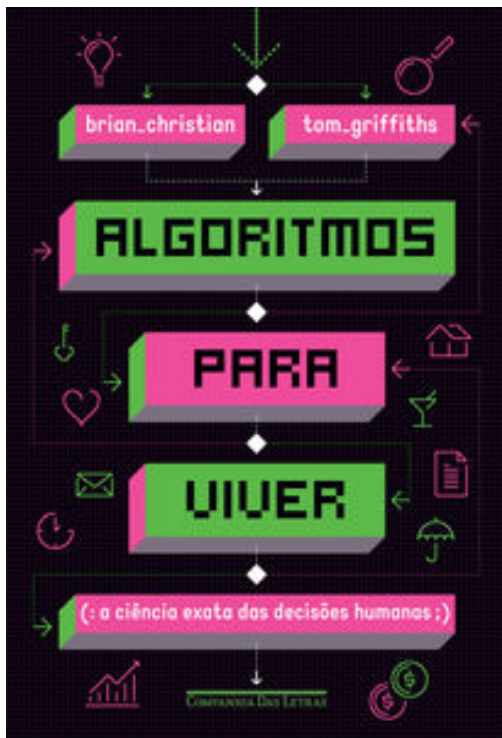 brian_christian
tom_griffiths
ALGORITMOS
PARA
VIVER
(: a ciência exata das decisões humanas ;)
COMPANHIA DAS LETRAS